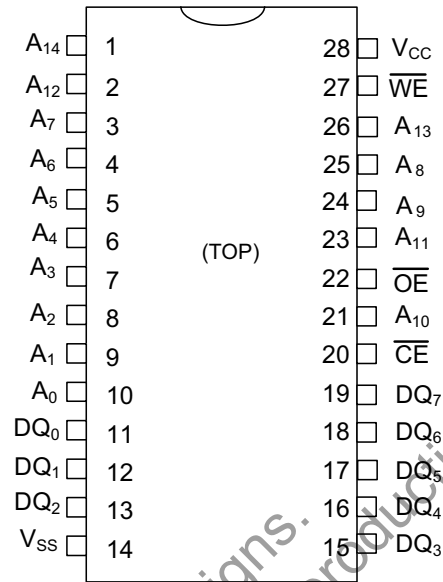 A14 1 28 VCC
A12 2 27 WE
A7 3 26 A13
A6 4 25 A8
A5 5 24 A9
A4 6 23 A11
(TOP)
A3 7 22 OE
A2 8 21 A10
A1 9 20 CE
A0 10 19 DQ7
DQ0 11 18 DQ6
DQ1 12 17 DQ5
DQ2 13 16 DQ4
VSS 14 15 DQ3